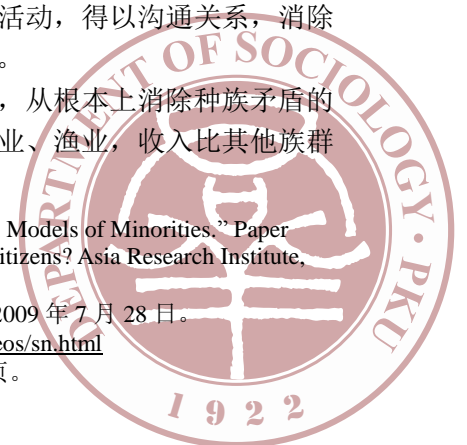 活动，得以沟通关系，消除
。
，从根本上消除种族矛盾的
业、渔业，收入比其他族群
Models of Minorities.” Paper
itizens? Asia Research Institute,
2009 年 7 月 28 日。
eos/sn.html
页。
DEPARTMENT OF SOCIOLOGY · PKU
1922